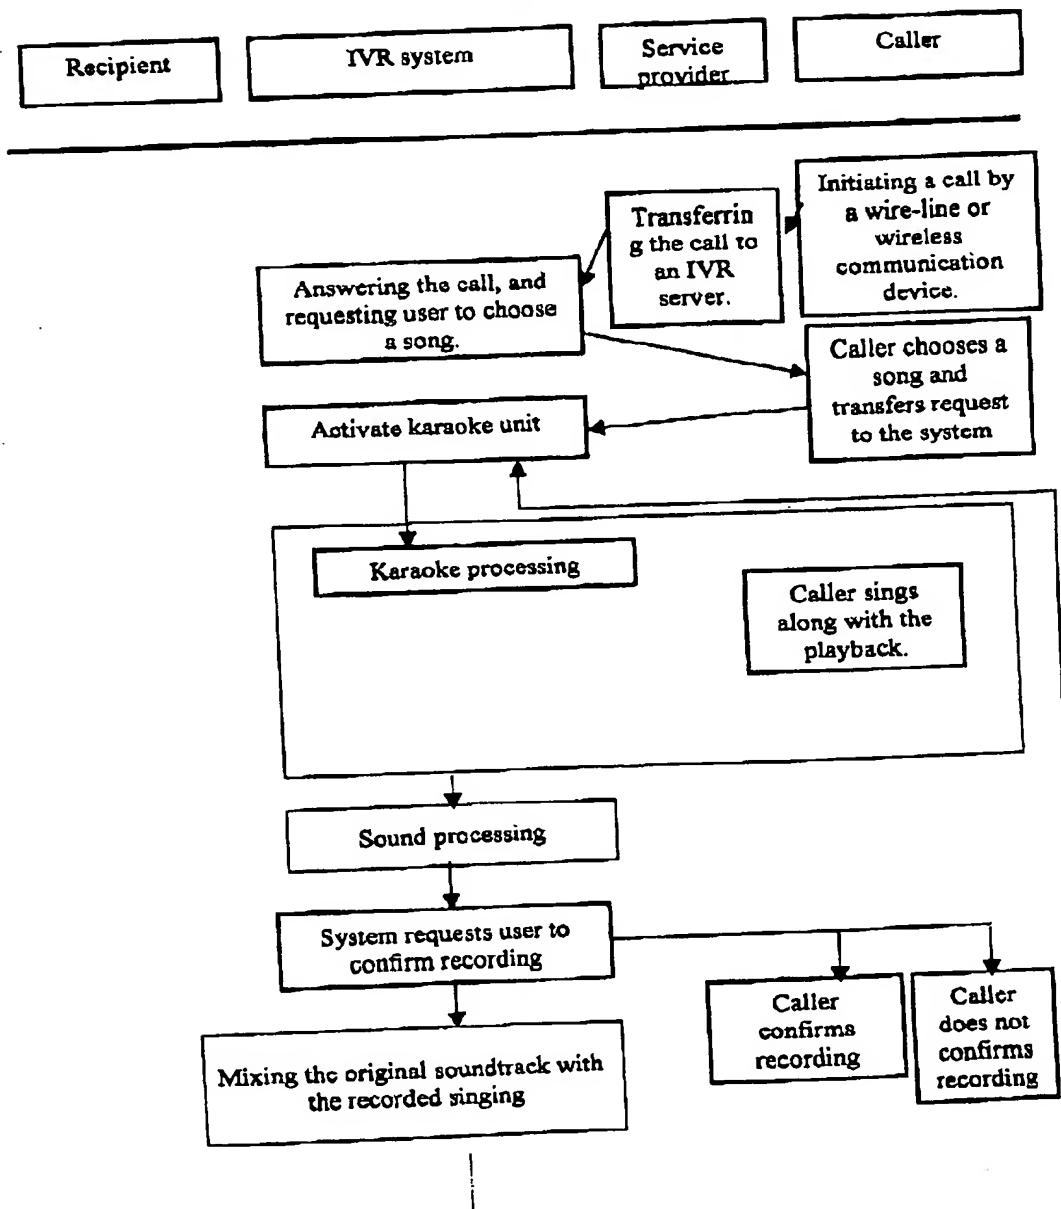 Recipient
IVR system
Service
provider
Caller
Initiating a call by
a wire-line or
wireless
communication
device.
Transferrin
g the call to
an IVR
server.
Answering the call, and
requesting user to choose
a song.
Caller chooses a
song and
transfers request
to the system
Activate karaoke unit
Karaoke processing
Caller sings
along with the
playback.
Sound processing
System requests user to
confirm recording
Caller
confirms
recording
Caller
does not
confirms
recording
Mixing the original soundtrack with
the recorded singing